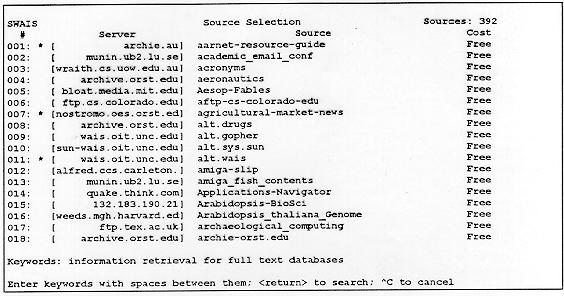 SWAIS Source Selection Sources: 392
# Server Source Cost
001: * [ archie.au] aarnet-resource-guide Free
002: [ munin.ub2.lu.se] academic_email_conf Free
003: [wraith.cs.uow.edu.au] acronyms Free
004: [ archive.orst.edu] aeronautics Free
005: [ bloat.media.mit.edu] Aesop-Fables Free
006: [ ftp.cs.colorado.edu] aftp-cs-colorado-edu Free
007: * [nostromo.oes.orst.ed] agricultural-market-news Free
008: [ archive.orst.edu] alt.drugs Free
009: [ wais.oit.unc.edu] alt.gopher Free
010: [sun-wais.oit.unc.edu] alt.sys.sun Free
011: * [ wais.oit.unc.edu] alt.wais Free
012: [alfred.ccs.carleton.] amiga-slip Free
013: [ munin.ub2.lu.se] amiga_fish_contents Free
014: [ quake.think.com] Applications-Navigator Free
015: [ 132.183.190.21] Arabidopsis-BioSci Free
016: [weeds.mgh.harvard.ed] Arabidopsis_thaliana_Genome Free
017: [ ftp.tex.ac.uk] archaeological_computing Free
018: [ archive.orst.edu] archie-orst.edu Free
Keywords: information retrieval for full text databases
Enter keywords with spaces between them; <return> to search; ^C to cancel